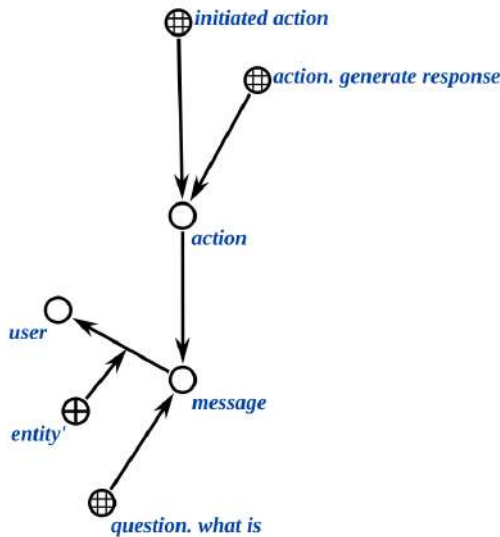 initiated action
action. generate response
action
user
message
entity'
question. what is